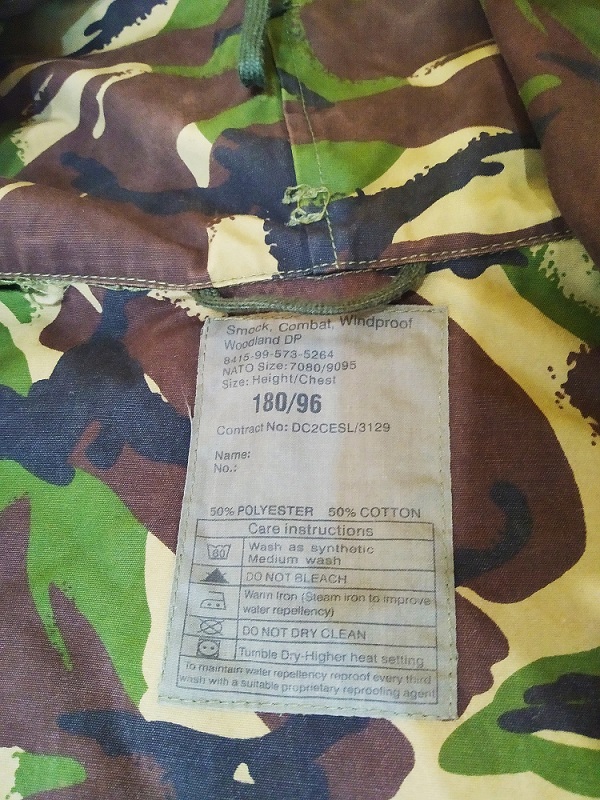 Smock, Combat, Windproof
Woodland DP
8415-99-573-5264
NATO Size:7080/9095
Size: Height/Chest
180/96
Contract No: DC2CESL/3129
Name:
No.:
50% POLYESTER 50% COTTON
Care instructions
60
Wash as synthetic
Medium wash
DO NOT BLEACH
Warm Iron (Steam iron to improve
water repellency)
DO NOT DRY CLEAN
Tumble Dry-Higher heat setting
To maintain water repellency reproof every third
wash with a suitable proprietary reproofing agent